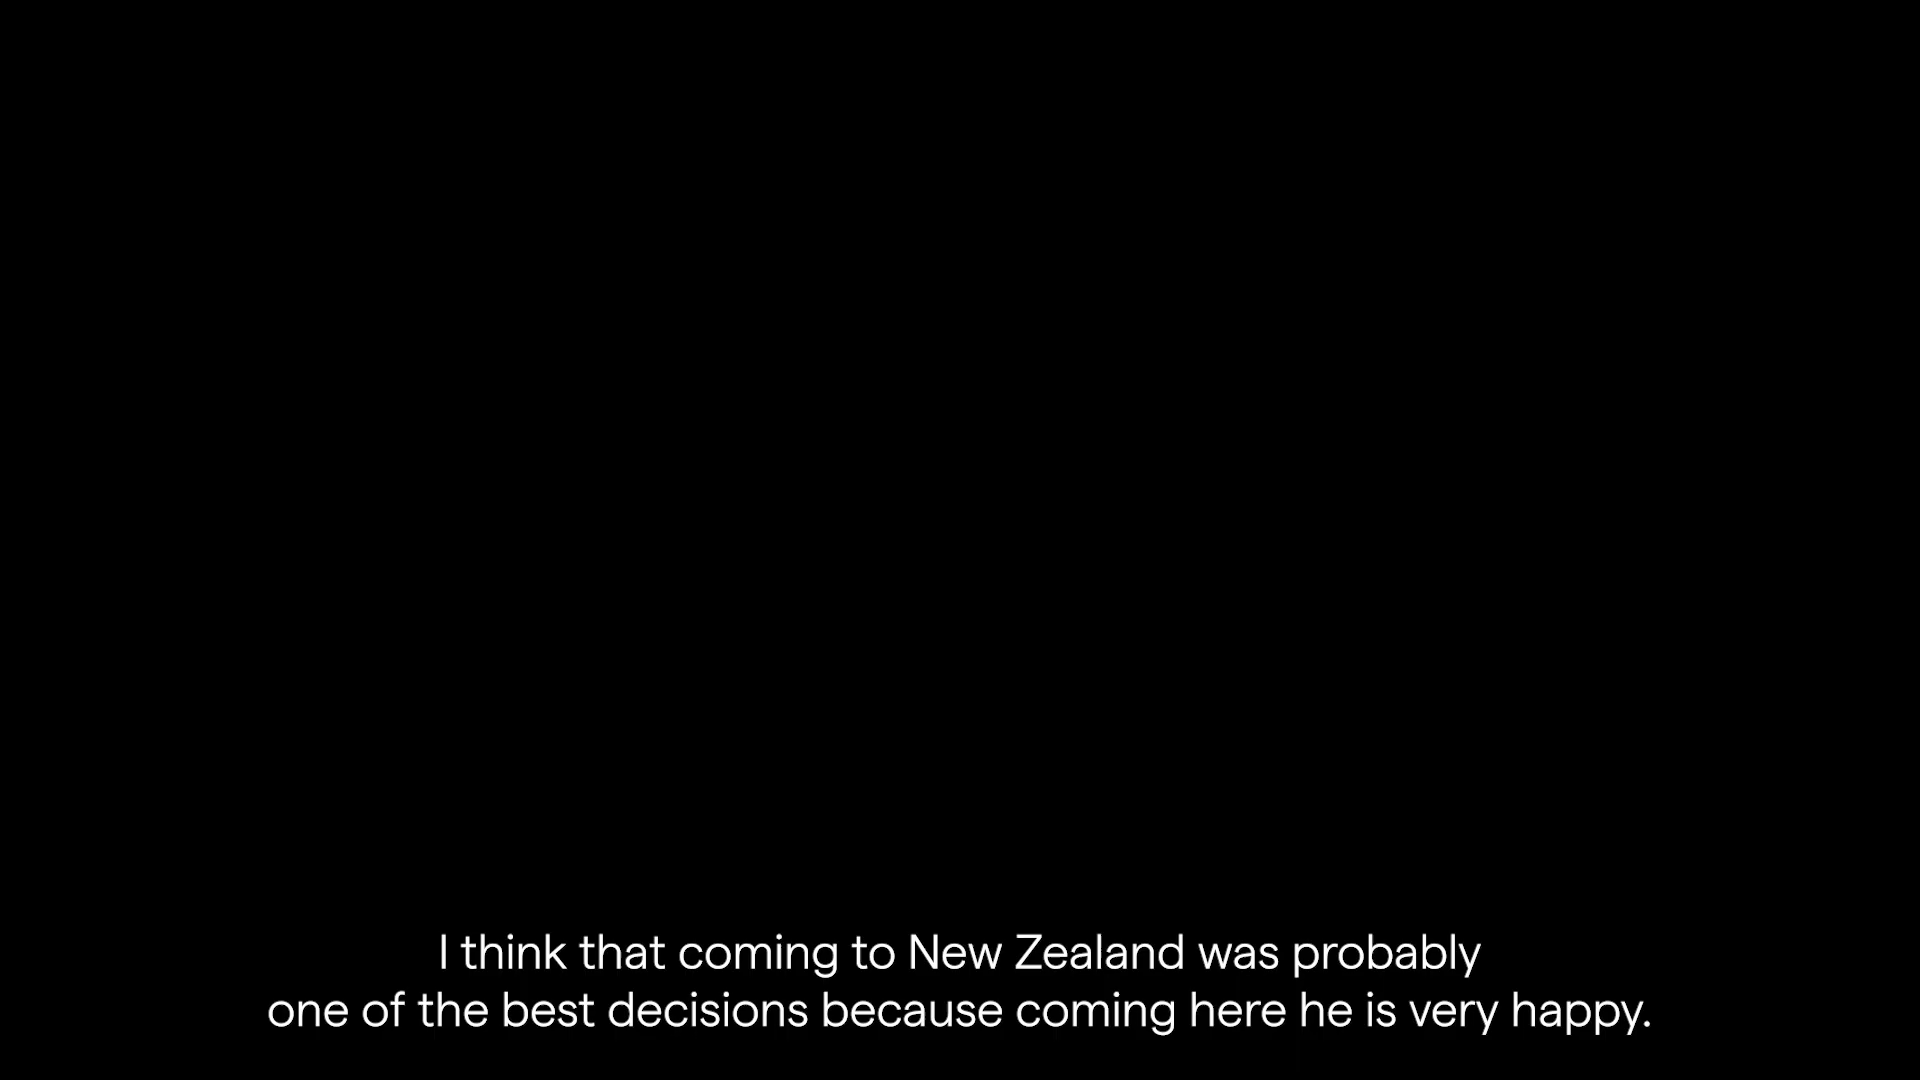 I think that coming to New Zealand was probably
one of the best decisions because coming here he is very happy.